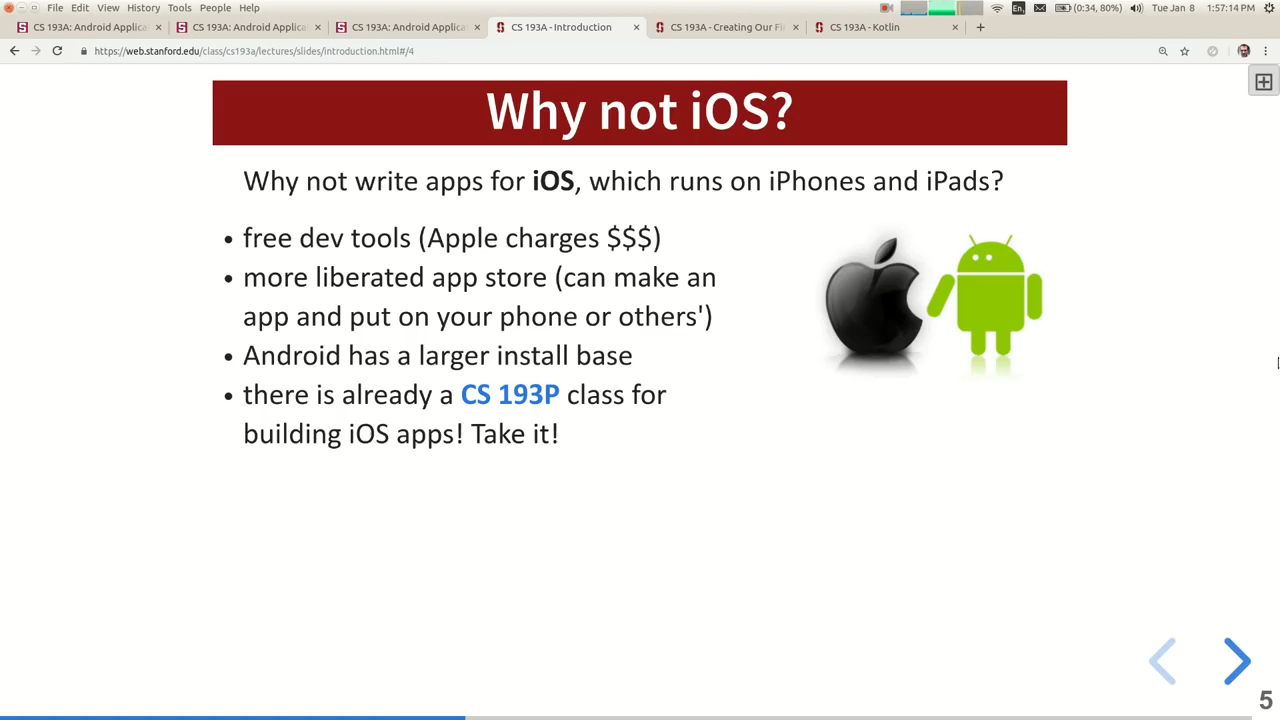 File Edit View History Tools People Help
En, (0:34, 80%) Tue Jan 8 1:57:14 PM
CS 193A: Android Applica CS 193A: Android Applicat CS 193A: Android Applicat CS 193A - Introduction CS 193A - Creating Our Fi CS 193A - Kotlin
https://web.stanford.edu/class/cs193a/lectures/slides/introduction.html#/4
Why not iOS?
Why not write apps for iOS, which runs on iPhones and iPads?
• free dev tools (Apple charges $$$)
• more liberated app store (can make an
app and put on your phone or others')
• Android has a larger install base
• there is already a CS 193P class for
building iOS apps! Take it!
5